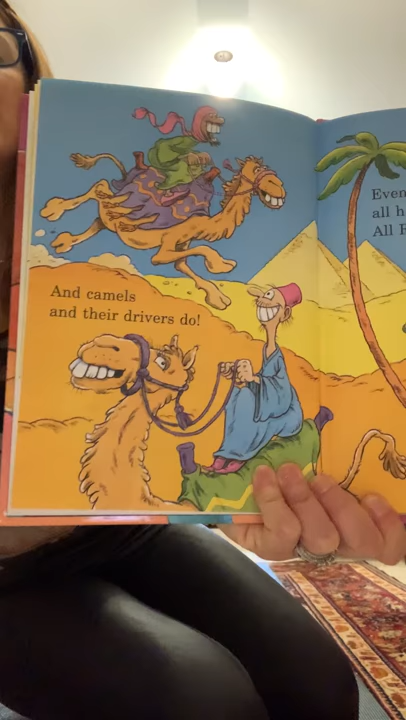 And camels
and their drivers do!
Even
all h
All